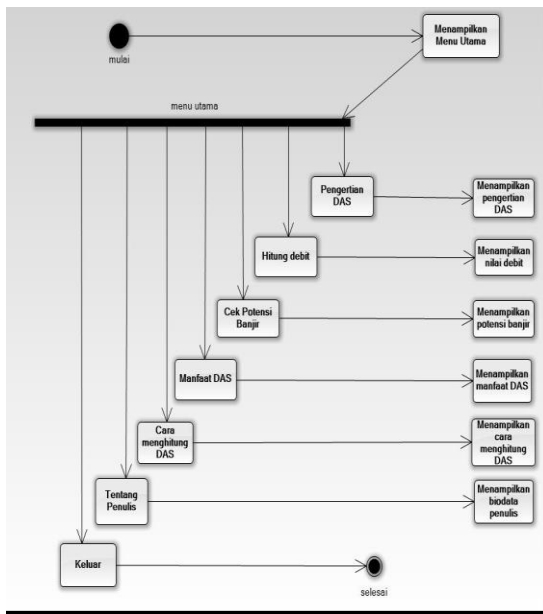 Menampilkan
Menu Utama
mulai
menu utama
Pengertian
DAS
Menampilkan
pengertian
DAS
Hitung debit
Menampilkan
nilai debit
Cek Potensi
Banjir
Menampilkan
potensi banjir
Manfaat DAS
Menampilkan
manfaat DAS
Cara
menghitung
DAS
Menampilkan
cara
menghitung
DAS
Tentang
Penulis
Menampilkan
biodata
penulis
Keluar
selesai